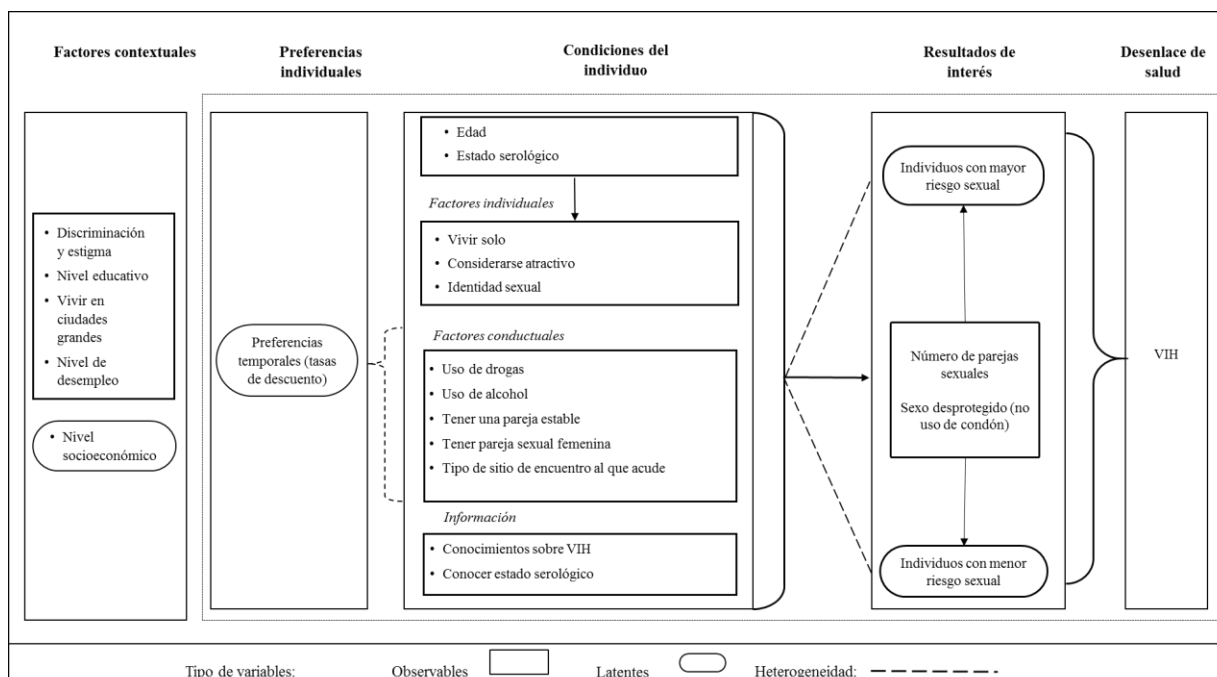 Factores contextuales
Preferencias
individuales
Condiciones del
individuo
Resultados de
interés
Desenlace de
salud
• Discriminación
y estigma
• Nivel educativo
• Vivir en
ciudades
grandes
• Nivel de
desempleo
• Nivel
socioeconómico
Preferencias
temporales (tasas
de descuento)
• Edad
• Estado serológico
Factores individuales
• Vivir solo
• Considerarse atractivo
• Identidad sexual
Factores conductuales
• Uso de drogas
• Uso de alcohol
• Tener una pareja estable
• Tener pareja sexual femenina
• Tipo de sitio de encuentro al que acude
Información
• Conocimientos sobre VIH
• Conocer estado serológico
Individuos con mayor
riesgo sexual
Número de parejas
sexuales
Sexo desprotegido (no
uso de condón)
Individuos con menor
riesgo sexual
VIH
Tipo de variables: Observables Latentes Heterogeneidad: